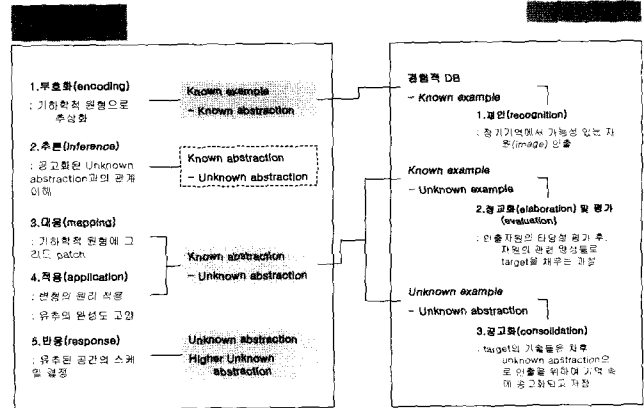 1.부호화(encoding)
: 기하학적 원형으로
추상화
2.추론(inference)
: 공고화된 Unknown
abstraction과의 관계
이해
3.대응(mapping)
: 기하학적 원형에 그
리드 patch
4.적용(application)
: 변형의 원리 적용
: 유추의 완성도 고양
5.반응(response)
: 유추된 공간의 스케
일 결정
Known example
- Known abstraction
Known abstraction
- Unknown abstraction
Known abstraction
- Unknown abstraction
Unknown abstraction
Higher Unknown
abstraction
경험적 DB
- Known example
1.재인(recognition)
: 장기기억에서 가능성 있는 자
원(image) 인출
Known example
- Unknown example
2.정교화(elaboration) 및 평가
(evaluation)
: 인출자원의 타당성 평가 후,
자원의 관련 양상들로
target을 채우는 과정
Unknown example
- Unknown abstraction
3.공고화(consolidation)
: target의 기술들은 차후
unknown abstraction으
로 인출을 위하여 기억 속
에 공고화되고 저장